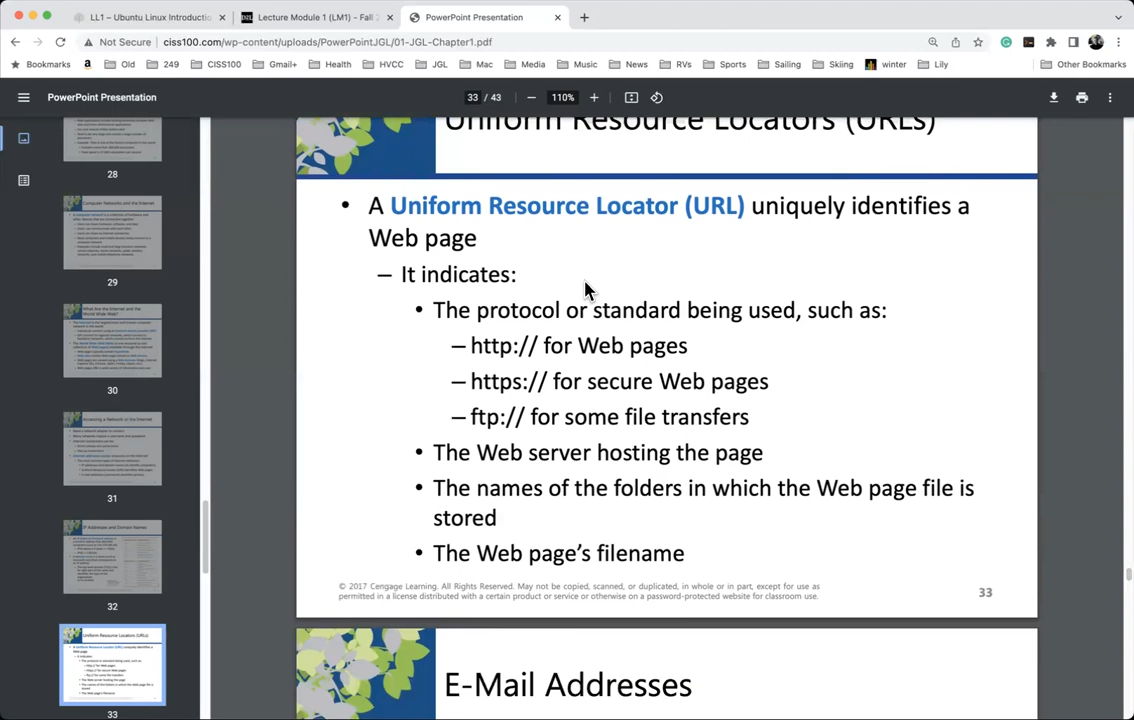 LL1 – Ubuntu Linux Introductio
Lecture Module 1 (LM1) - Fall 2
PowerPoint Presentation
Not Secure
ciss100.com/wp-content/uploads/PowerPointJGL/01-JGL-Chapter1.pdf
Bookmarks
Old
249
CISS100
Gmail+
Health
HVCC
JGL
Mac
Media
Music
News
RVs
Sports
Sailing
Skiing
winter
Lily
Other Bookmarks
PowerPoint Presentation
33 / 43
110%
28
Computer Networks and the Internet
29
What Are the Internet and the World Wide Web?
30
Accessing a Network or the Internet
31
IP Addresses and Domain Names
32
Uniform Resource Locators (URLs)
33
Uniform Resource Locators (URLs)
• A Uniform Resource Locator (URL) uniquely identifies a
Web page
– It indicates:
• The protocol or standard being used, such as:
– http:// for Web pages
– https:// for secure Web pages
– ftp:// for some file transfers
• The Web server hosting the page
• The names of the folders in which the Web page file is
stored
• The Web page's filename
© 2017 Cengage Learning. All Rights Reserved. May not be copied, scanned, or duplicated, in whole or in part, except for use as
permitted in a license distributed with a certain product or service or otherwise on a password-protected website for classroom use.
33
E-Mail Addresses